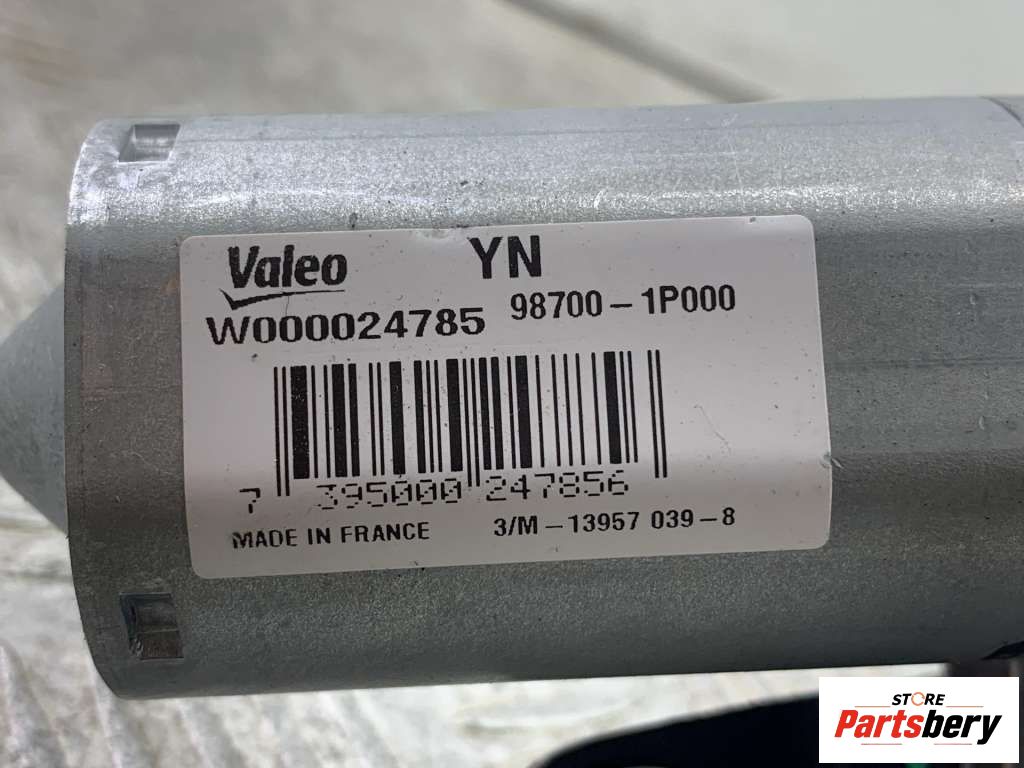 Valeo YN
W000024785 98700-1P000
7 395000 247856
MADE IN FRANCE 3/M-13957 039-8
STORE
Partsbery